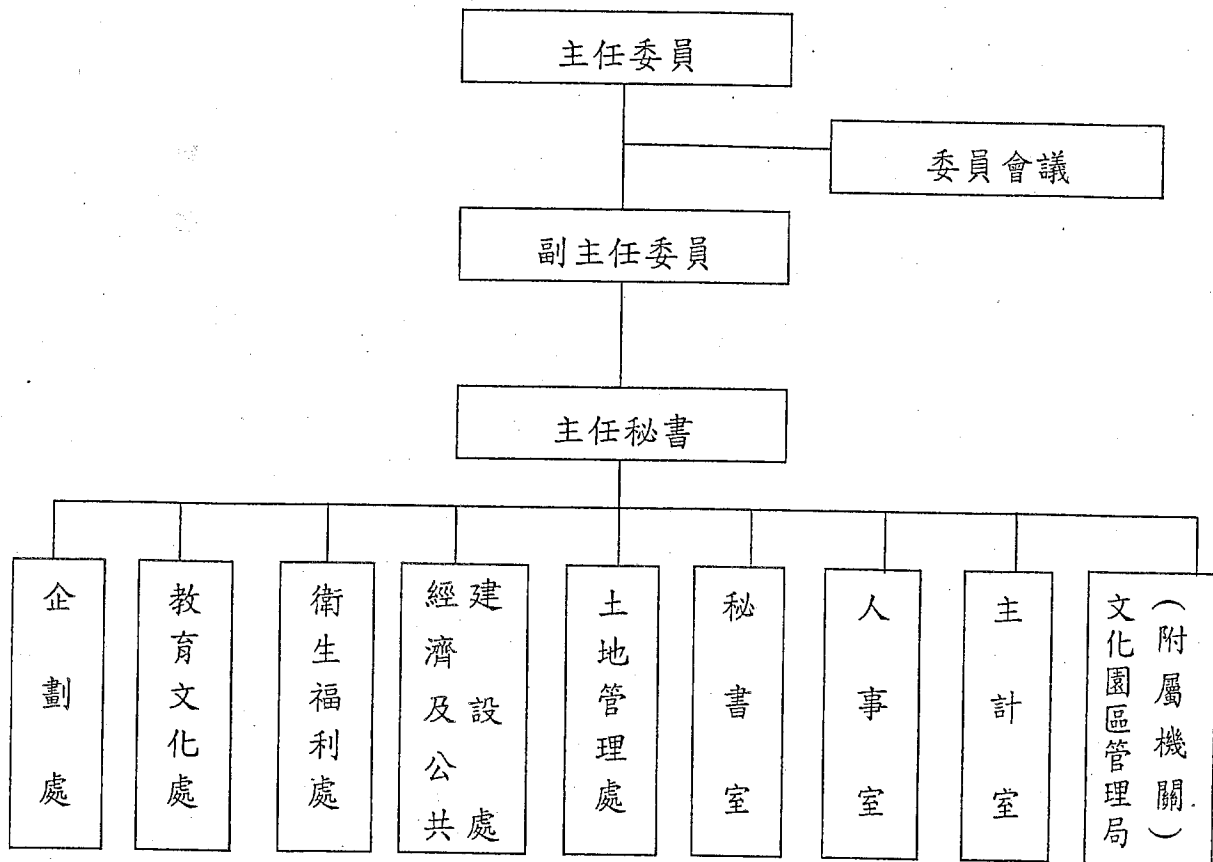 主任委員
委員會議
副主任委員
主任秘書
企劃處
教育文化處
衛生福利處
經濟及公共
建設處
土地管理處
秘書室
人事室
主計室
文化園區管理局
(附屬機關)